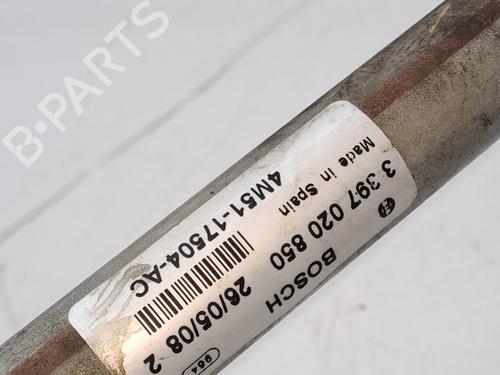 B-PARTS
3 397 020 850
Made in Spain
BOSCH
4M51-17504-AC
26/05/08 2
964